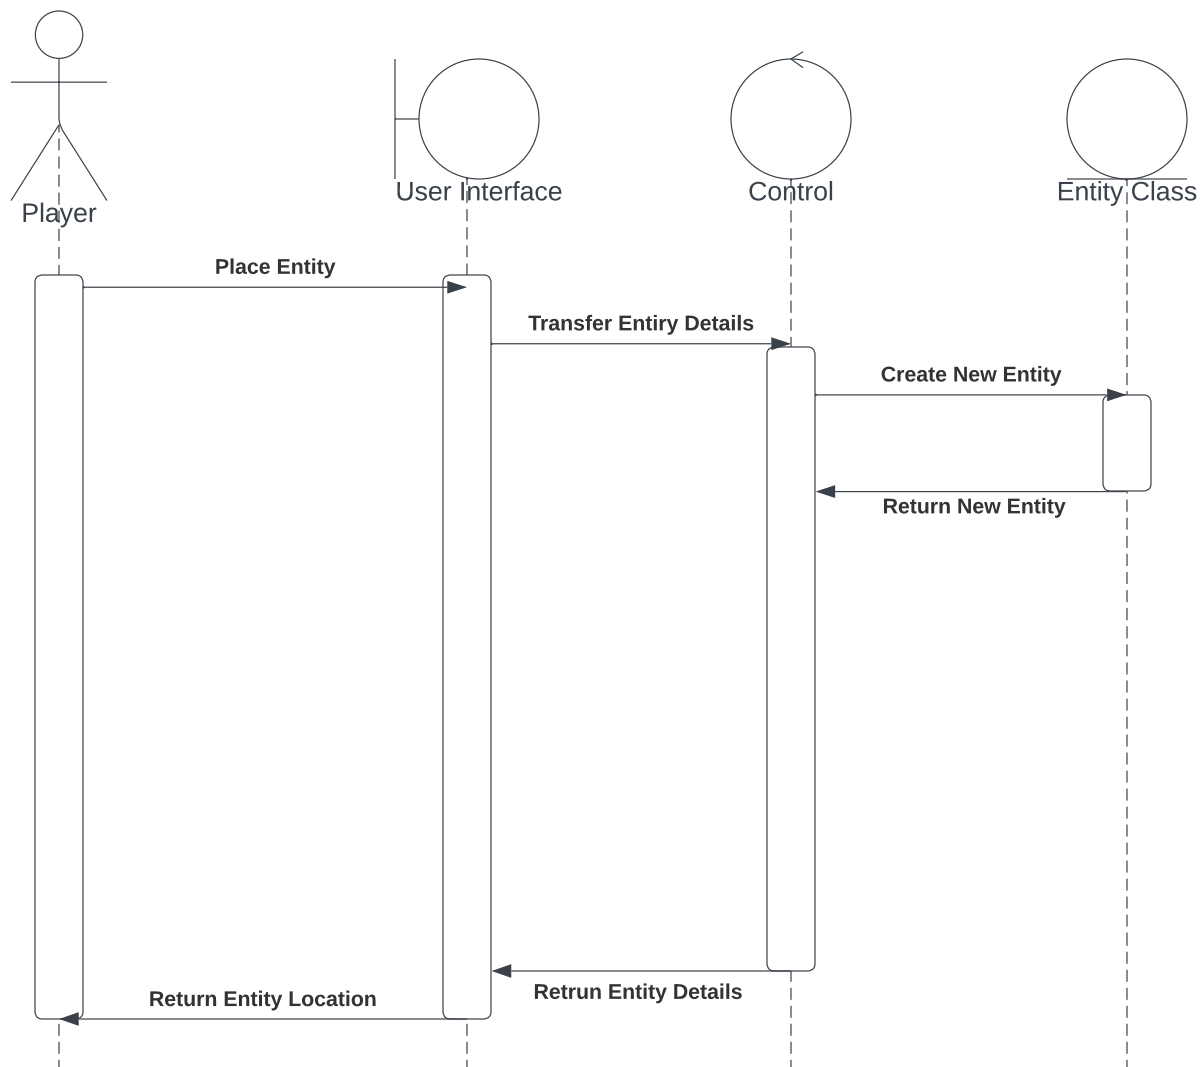 Player
User Interface
Control
Entity Class
Place Entity
Transfer Entiry Details
Create New Entity
Return New Entity
Retrun Entity Details
Return Entity Location